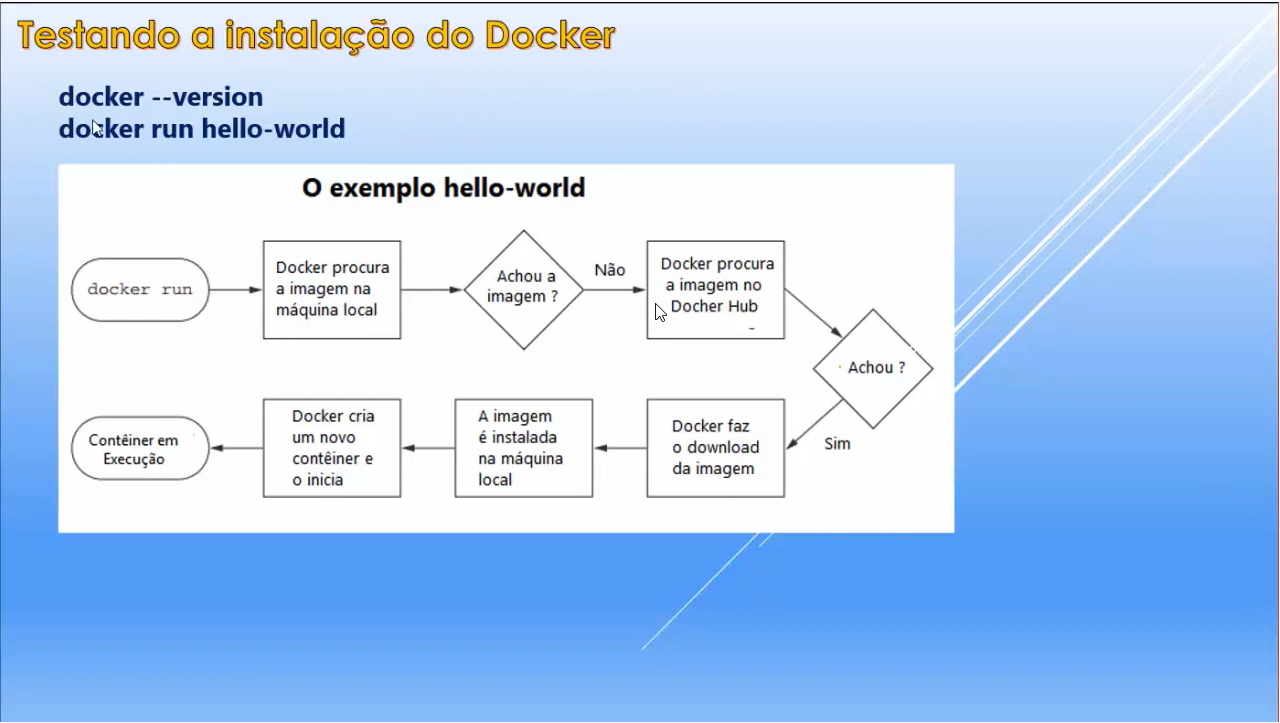 Testando a instalação do Docker
docker --version
docker run hello-world
O exemplo hello-world
docker run
Docker procura
a imagem na
máquina local
Achou a
imagem ?
Não
Docker procura
a imagem no
Docher Hub
Achou ?
Sim
Docker faz
o download
da imagem
A imagem
é instalada
na máquina
local
Docker cria
um novo
contêiner e
o inicia
Contêiner em
Execução